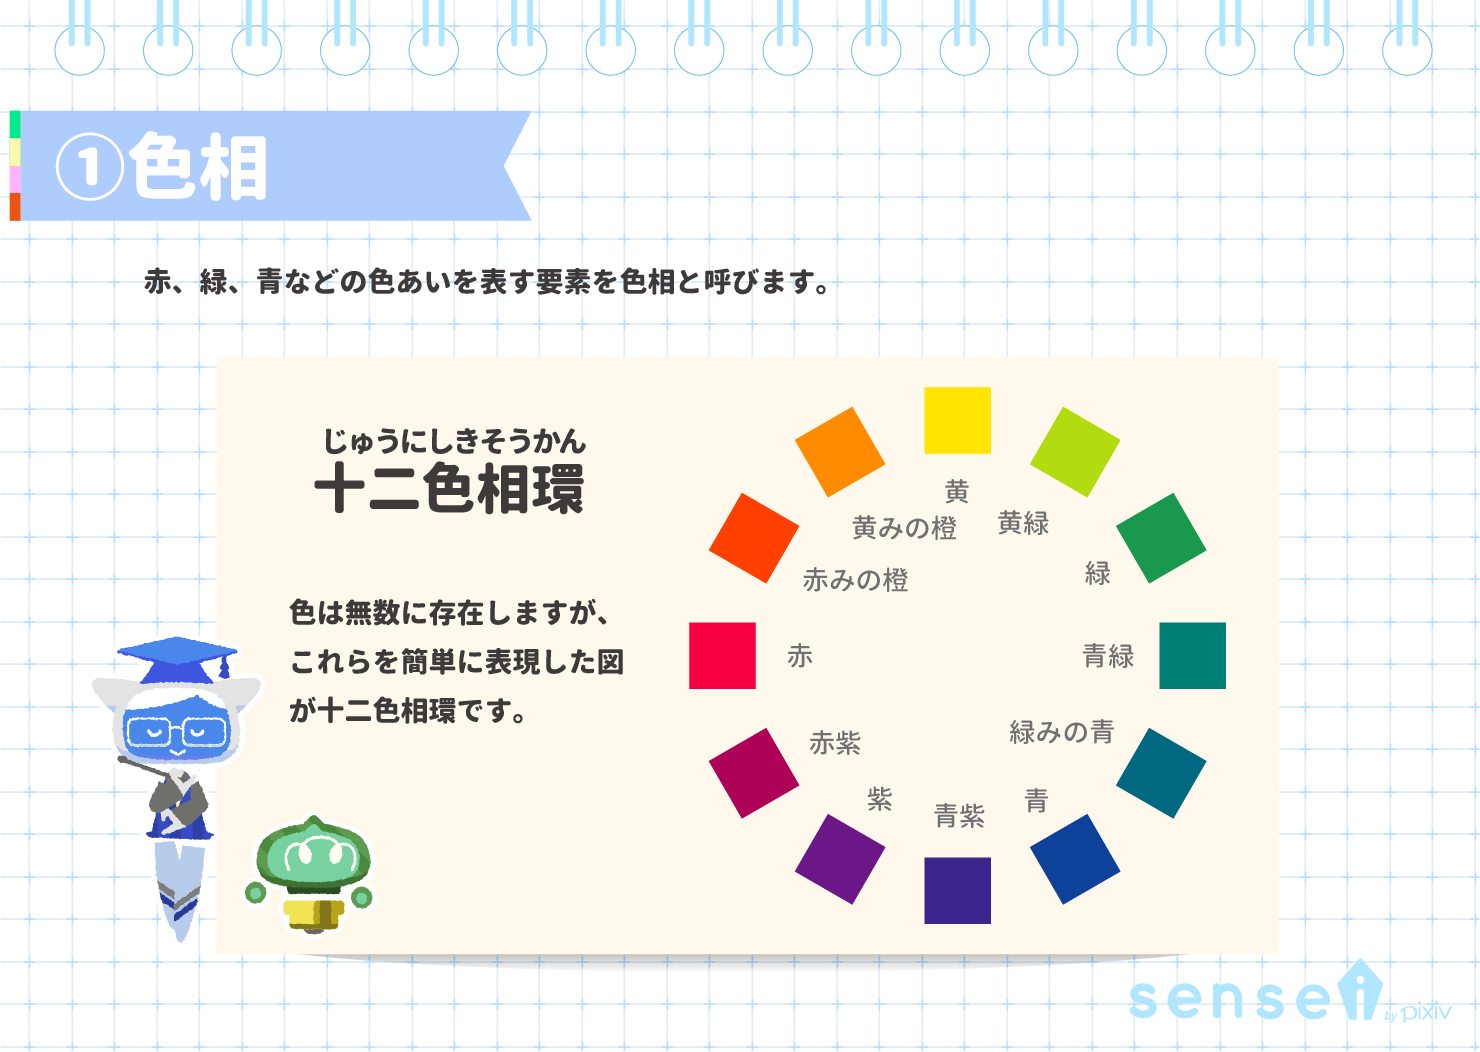 ①色相
赤、緑、青などの色あいを表す要素を色相と呼びます。
じゅうにしきそうかん
十二色相環
色は無数に存在しますが、
これらを簡単に表現した図
が十二色相環です。
黄
黄みの橙
黄緑
赤みの橙
緑
赤
青緑
赤紫
緑みの青
紫
青紫
青
sensei by pixiv